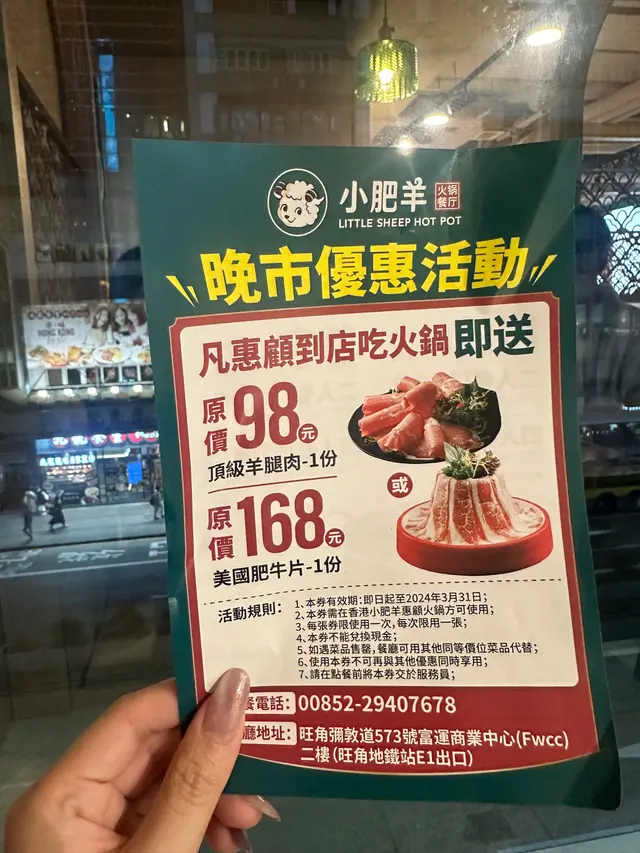 小肥羊
火锅
餐厅
LITTLE SHEEP HOT POT
晚市優惠活動
凡惠顧到店吃火鍋即送
原價98元
頂級羊腿肉-1份
或
原價168元
美國肥牛片-1份
活動規則：
1、本券有效期：即日起至2024年3月31日；
2、本券需在香港小肥羊惠顧火鍋方可使用；
3、每張券限使用一次，每次限用一張；
4、本券不能兌換現金；
5、如遇菜品售罄，餐廳可用其他同等價位菜品代替；
6、使用本券不可再與其他優惠同時享用；
7、請在點餐前將本券交於服務員；
餐電話：00852-29407678
廳地址：旺角彌敦道573號富運商業中心(Fwcc)
二樓(旺角地鐵站E1出口)
HONG KONG